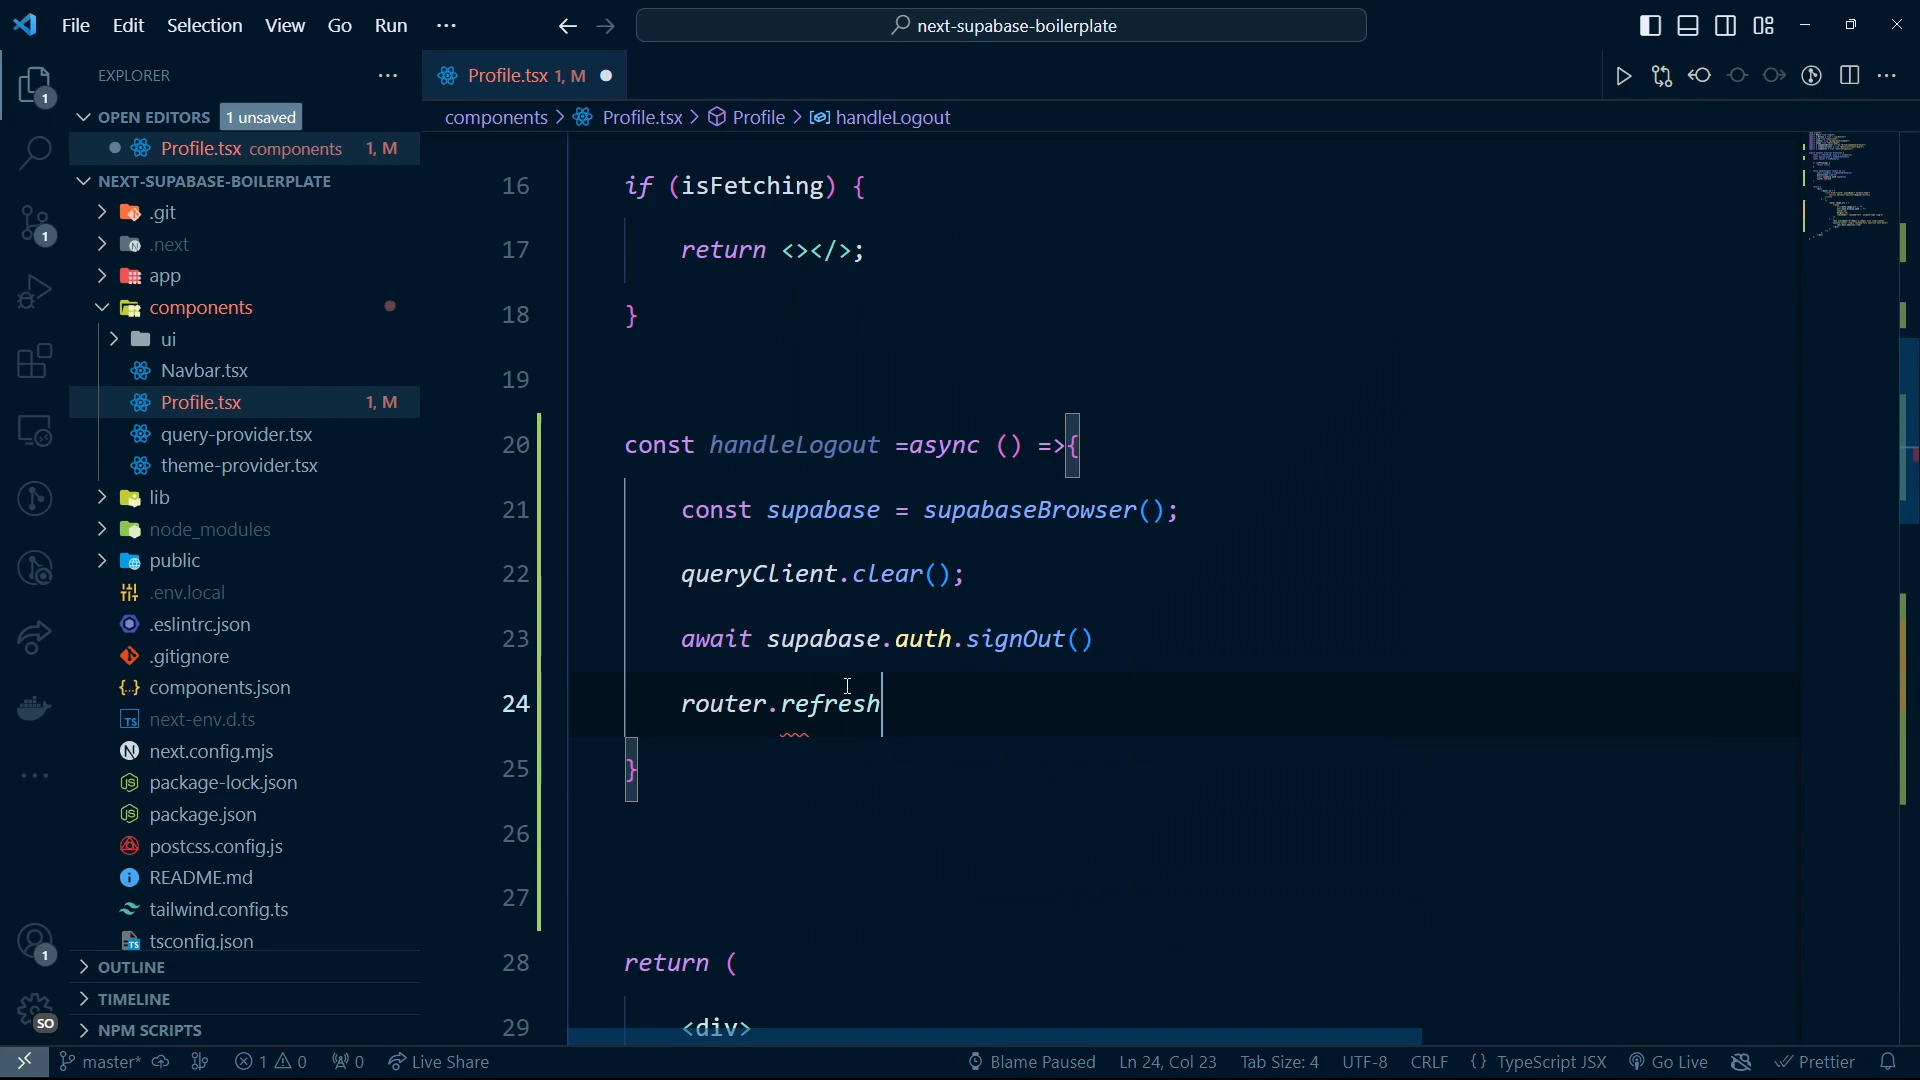 File Edit Selection View Go Run ···
next-supabase-boilerplate
EXPLORER
OPEN EDITORS 1 unsaved
Profile.tsx components 1, M
NEXT-SUPABASE-BOILERPLATE
.git
.next
app
components
ui
Navbar.tsx
Profile.tsx 1, M
query-provider.tsx
theme-provider.tsx
lib
node_modules
public
.env.local
.eslintrc.json
.gitignore
components.json
next-env.d.ts
next.config.mjs
package-lock.json
package.json
postcss.config.js
README.md
tailwind.config.ts
tsconfig.json
OUTLINE
TIMELINE
NPM SCRIPTS
1
1
1
SO
Profile.tsx 1, M
components > Profile.tsx > Profile > handleLogout
16 if (isFetching) {
17 return <></>;
18 }
19
20 const handleLogout =async () =>{
21 const supabase = supabaseBrowser();
22 queryClient.clear();
23 await supabase.auth.signOut()
24 router.refresh
25 }
26
27
28 return (
29 <div>
master* 1 0 0 Live Share Blame Paused Ln 24, Col 23 Tab Size: 4 UTF-8 CRLF {} TypeScript JSX Go Live Prettier